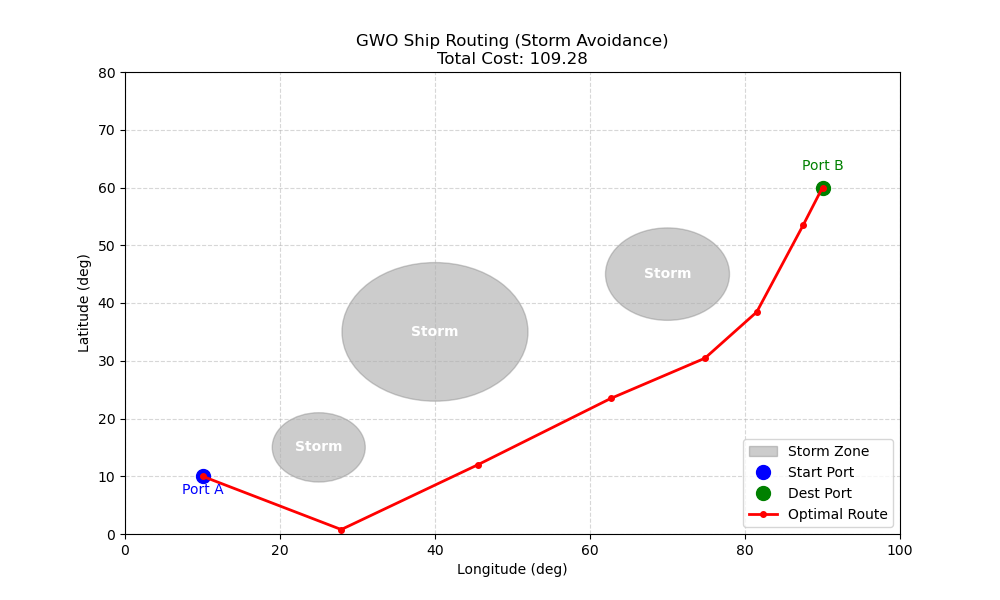 GWO Ship Routing (Storm Avoidance)
Total Cost: 109.28
80
70
60
50
40
30
20
10
0
Latitude (deg)
Port B
Storm
Storm
Storm
Port A
Storm Zone
Start Port
Dest Port
Optimal Route
0
20
40
60
80
100
Longitude (deg)